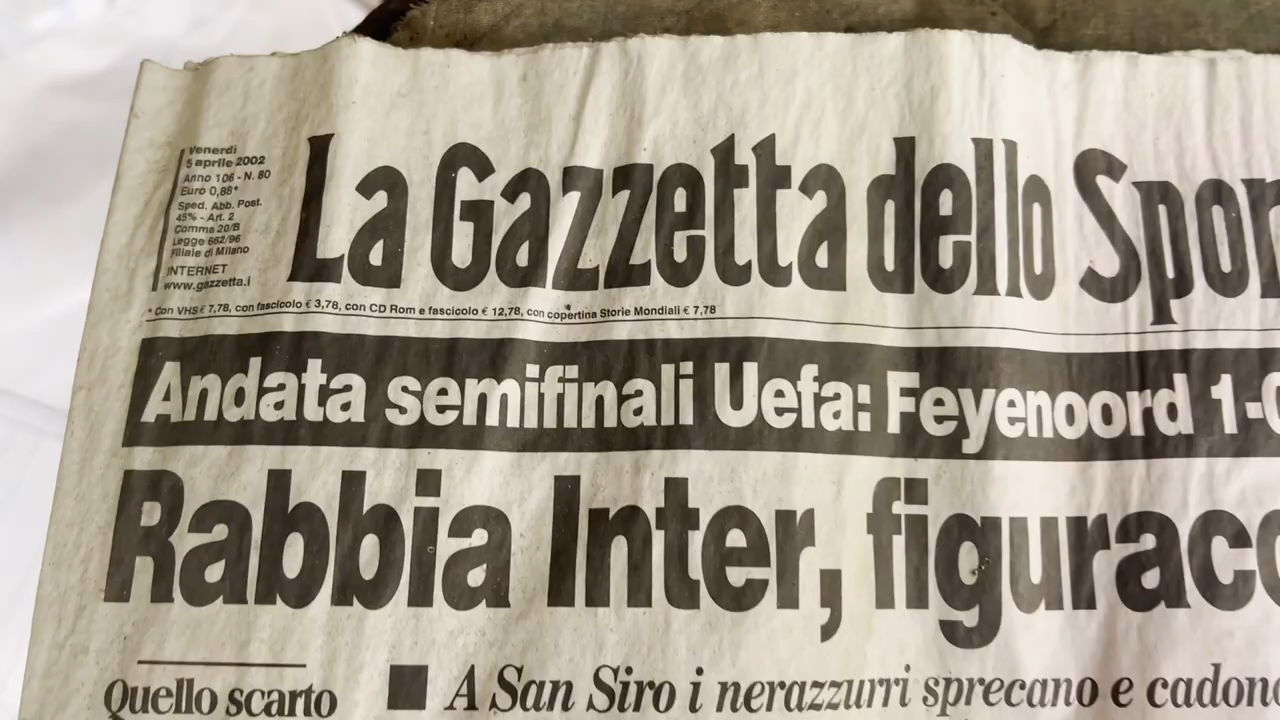 Venerdì
5 aprile 2002
Anno 106 - N. 80
Euro 0,88*
Sped. Abb. Post.
45% - Art. 2
Comma 20/B
Legge 662/96
Filiale di Milano
INTERNET
www.gazzetta.i
La Gazzetta dello Spor
* Con VHS € 7,78, con fascicolo € 3,78, con CD Rom e fascicolo € 12,78, con copertina Storie Mondiali € 7,78
Andata semifinali Uefa: Feyenoord 1-0
Rabbia Inter, figuracc
Quello scarto
■ A San Siro i nerazzurri sprecano e cadono